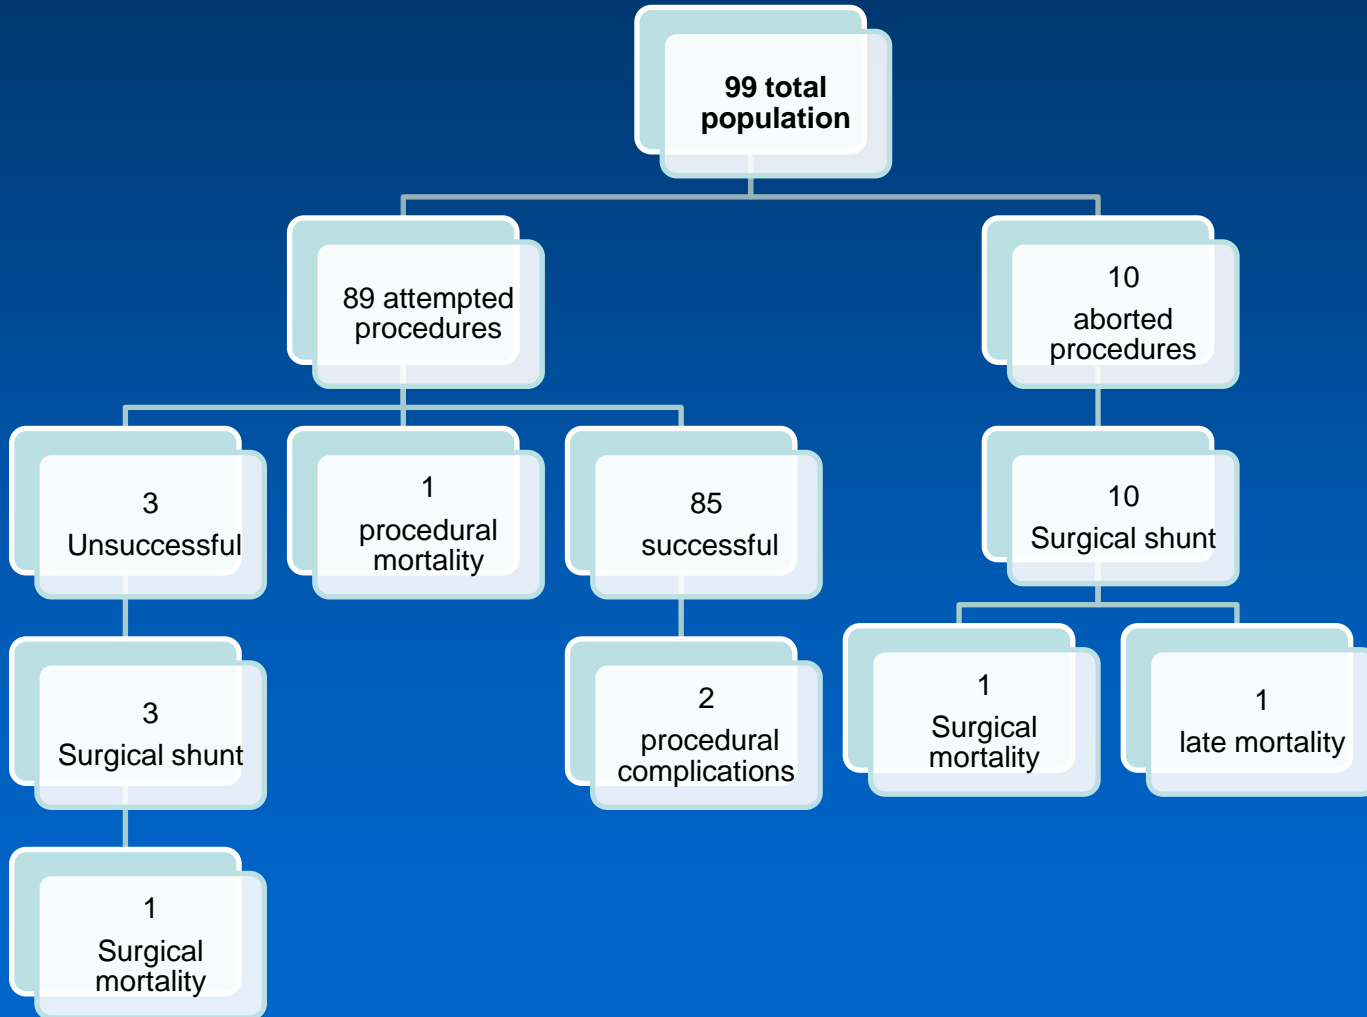 99 total
population
89 attempted
procedures
10
aborted
procedures
3
Unsuccessful
1
procedural
mortality
85
successful
10
Surgical shunt
3
Surgical shunt
2
procedural
complications
1
Surgical
mortality
1
late mortality
1
Surgical
mortality